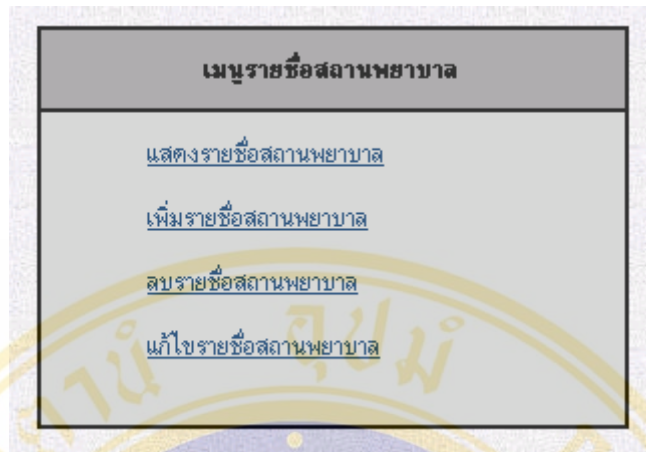 เมนูรายชื่อสถานพยาบาล
แสดงรายชื่อสถานพยาบาล
เพิ่มรายชื่อสถานพยาบาล
ลบรายชื่อสถานพยาบาล
แก้ไขรายชื่อสถานพยาบาล